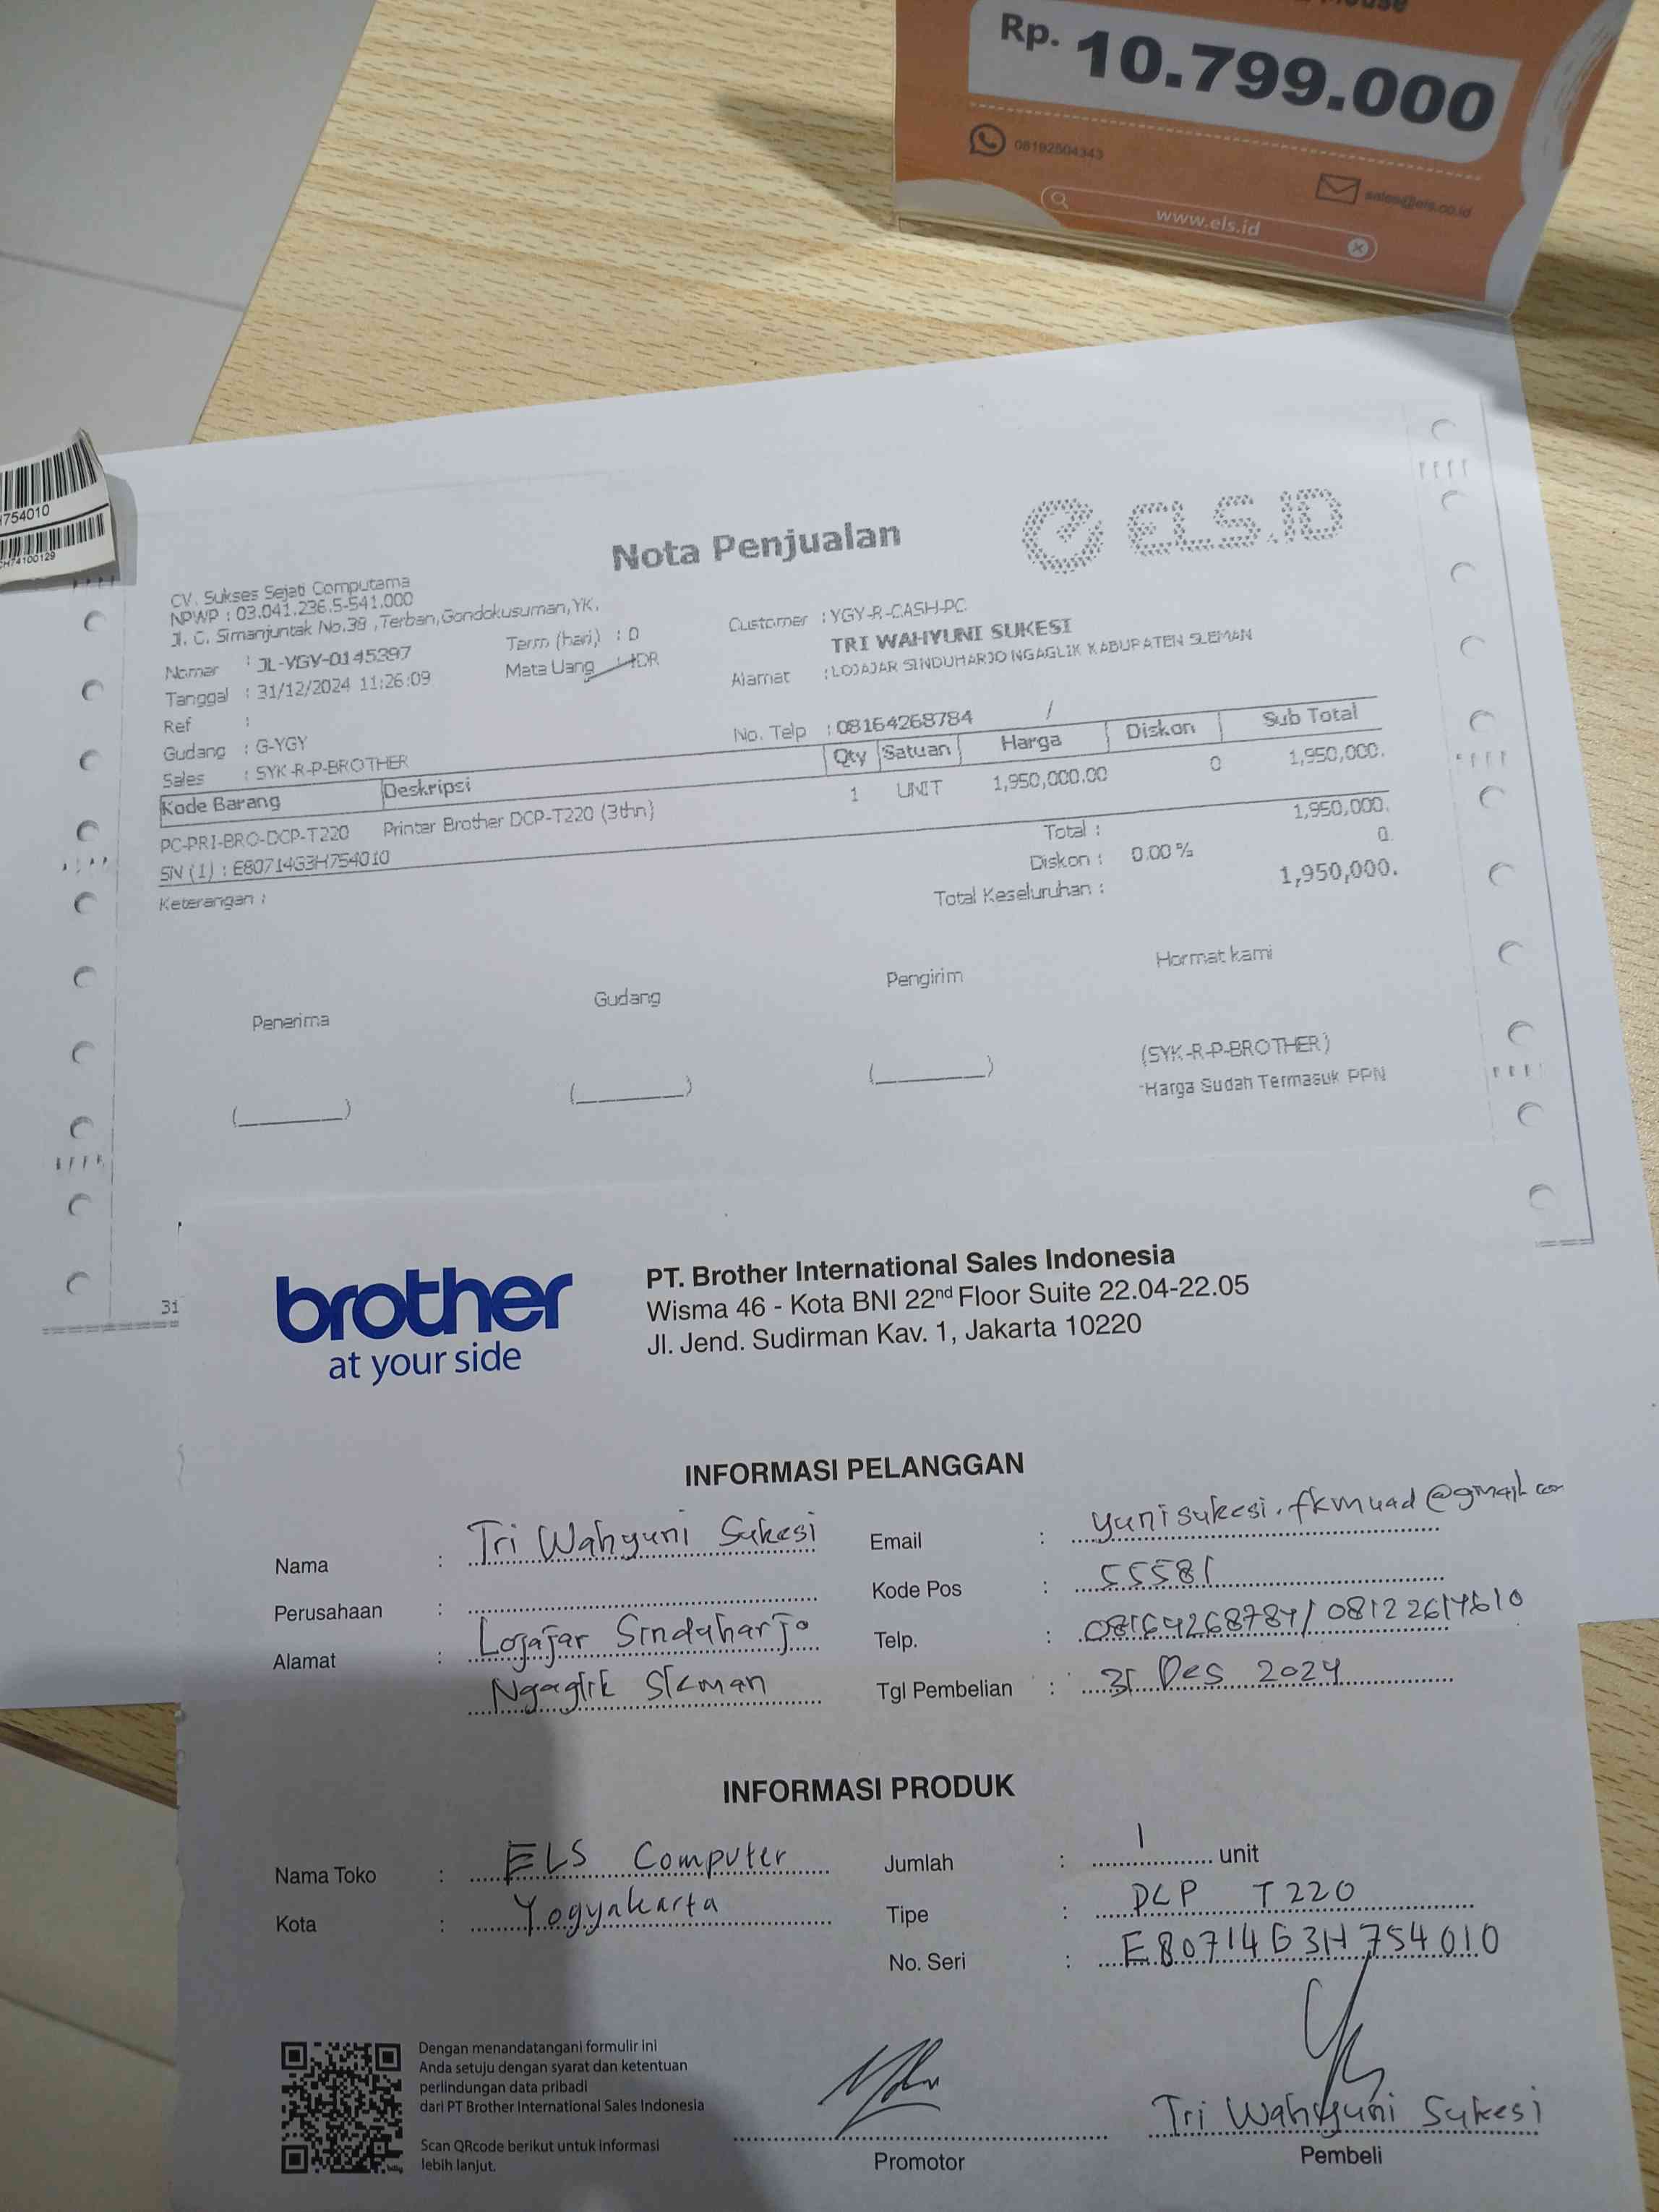 Rp. 10.799.000
08192504343
sales@els.co.id
www.els.id
H754010
Nota Penjualan
ELS.ID
CV. Sukses Sejati Computama
NPWP : 03.041.236.5-541.000
Jl. C. Simanjuntak No.38 ,Terban,Gondokusuman,YK.
Nomor : JL-YGY-0145397
Tanggal : 31/12/2024 11:26:09
Ref :
Gudang : G-YGY
Sales : SYK-R-P-BROTHER
Term (hari) : 0
Mata Uang : IDR
Customer : YGY-R-CASH-PC
TRI WAHYUNI SUKESI
Alamat : LOJAJAR SINDUHARJO NGAGLIK KABUPATEN SLEMAN
No. Telp : 08164268784 /
Kode Barang Deskripsi Qty Satuan Harga Diskon Sub Total
PC-PRI-BRO-DCP-T220 Printer Brother DCP-T220 (3thn) 1 UNIT 1,950,000.00 0 1,950,000.
SN (1) : E80714G3H754010
Keterangan :
Total : 1,950,000.
Diskon : 0.00 % 0.
Total Keseluruhan : 1,950,000.
Penerima Gudang Pengirim Hormat kami
(SYK-R-P-BROTHER)
*Harga Sudah Termasuk PPN
31
brother
at your side
PT. Brother International Sales Indonesia
Wisma 46 - Kota BNI 22nd Floor Suite 22.04-22.05
Jl. Jend. Sudirman Kav. 1, Jakarta 10220
INFORMASI PELANGGAN
Nama : Tri Wahyuni Sukesi
Perusahaan :
Alamat : Lojajar Sinduharjo
Ngaglik Sleman
Email : yunisukesi.fkmuad@gmail.com
Kode Pos : 55581
Telp. : 08164268784/
Tgl Pembelian : 31 Des 2024
INFORMASI PRODUK
Nama Toko : ELS Computer
Kota : Yogyakarta
Jumlah : 1 unit
Tipe : DCP T220
No. Seri : E80714G3H754010
Dengan menandatangani formulir ini
Anda setuju dengan syarat dan ketentuan
perlindungan data pribadi
dari PT Brother International Sales Indonesia
Scan QRcode berikut untuk informasi
lebih lanjut.
Promotor
Tri Wahyuni Sukesi
Pembeli